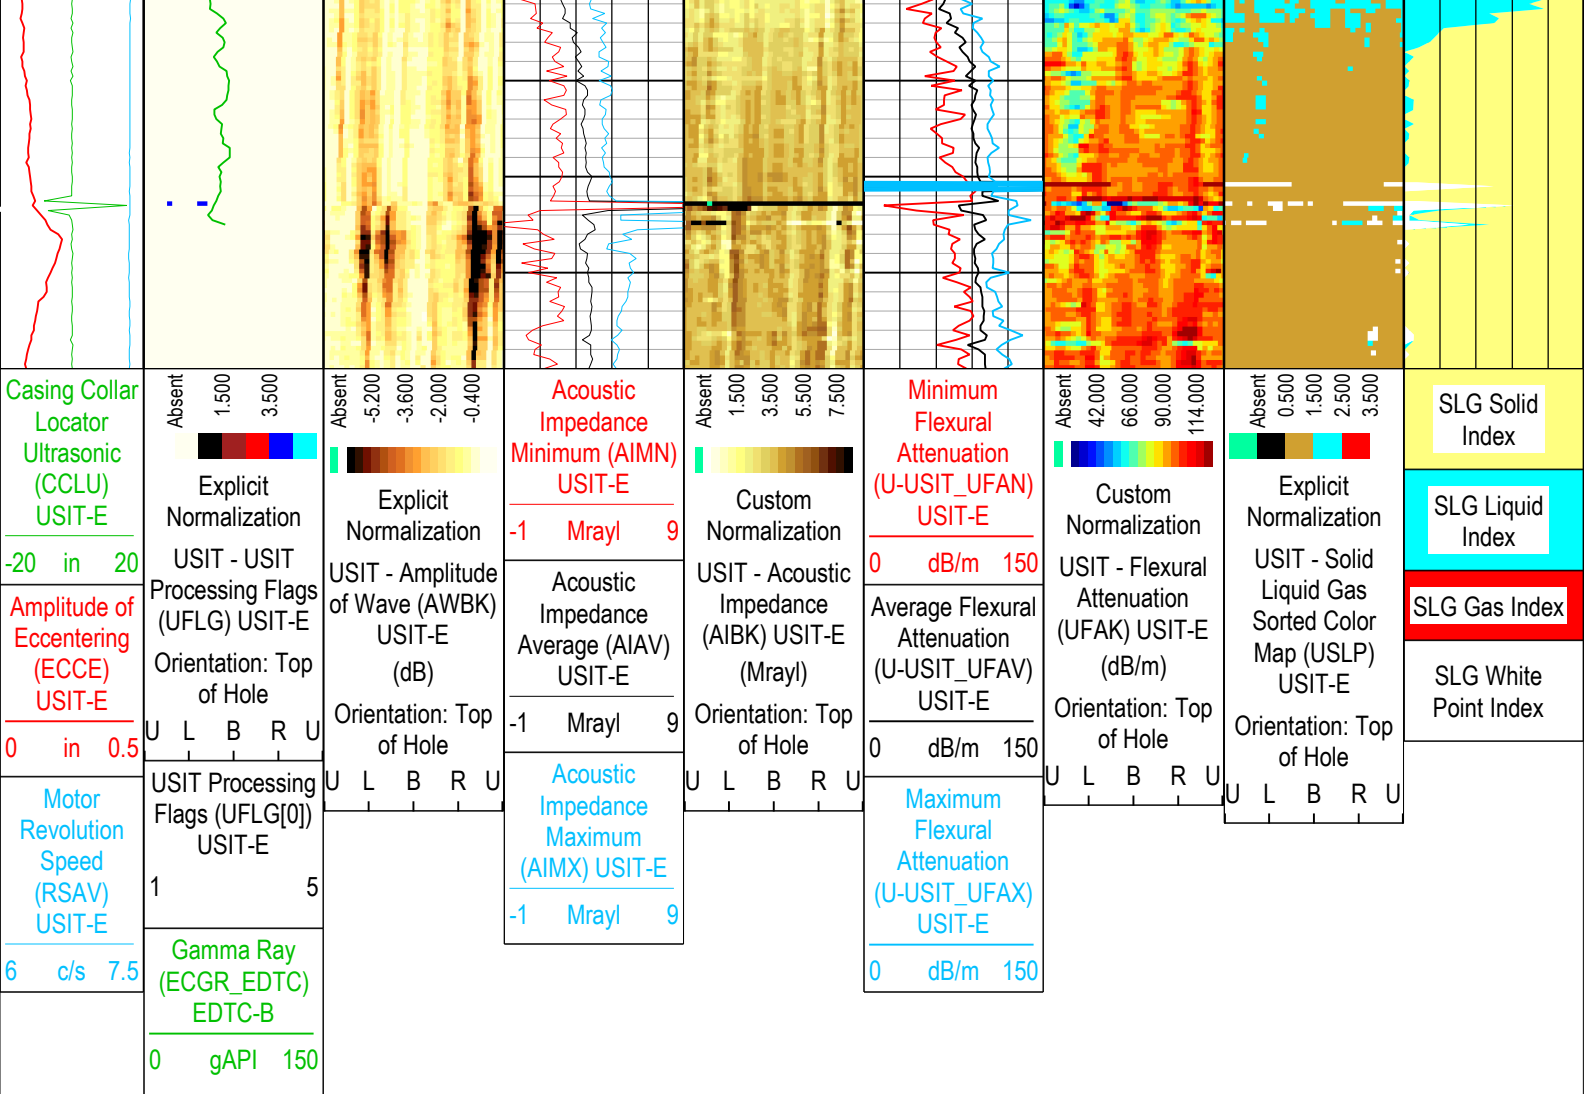 Casing Collar
Locator
Ultrasonic
(CCLU)
USIT-E
-20 in 20
Amplitude of
Eccentering
(ECCE)
USIT-E
0 in 0.5
Motor
Revolution
Speed
(RSAV)
USIT-E
6 c/s 7.5
Absent 1.500 3.500
Explicit
Normalization
USIT - USIT
Processing Flags
(UFLG) USIT-E
Orientation: Top
of Hole
U L B R U
USIT Processing
Flags (UFLG[0])
USIT-E
1 5
Gamma Ray
(ECGR_EDTC)
EDTC-B
0 gAPI 150
Absent -5.200 -3.600 -2.000 -0.400
Explicit
Normalization
USIT - Amplitude
of Wave (AWBK)
USIT-E
(dB)
Orientation: Top
of Hole
U L B R U
Acoustic
Impedance
Minimum (AIMN)
USIT-E
-1 Mrayl 9
Acoustic
Impedance
Average (AIAV)
USIT-E
-1 Mrayl 9
Acoustic
Impedance
Maximum
(AIMX) USIT-E
-1 Mrayl 9
Absent 1.500 3.500 5.500 7.500
Custom
Normalization
USIT - Acoustic
Impedance
(AIBK) USIT-E
(Mrayl)
Orientation: Top
of Hole
U L B R U
Minimum
Flexural
Attenuation
(U-USIT_UFAN)
USIT-E
0 dB/m 150
Average Flexural
Attenuation
(U-USIT_UFAV)
USIT-E
0 dB/m 150
Maximum
Flexural
Attenuation
(U-USIT_UFAX)
USIT-E
0 dB/m 150
Absent 42.000 66.000 90.000 114.000
Custom
Normalization
USIT - Flexural
Attenuation
(UFAK) USIT-E
(dB/m)
Orientation: Top
of Hole
U L B R U
Absent 0.500 1.500 2.500 3.500
Explicit
Normalization
USIT - Solid
Liquid Gas
Sorted Color
Map (USLP)
USIT-E
Orientation: Top
of Hole
U L B R U
SLG Solid
Index
SLG Liquid
Index
SLG Gas Index
SLG White
Point Index